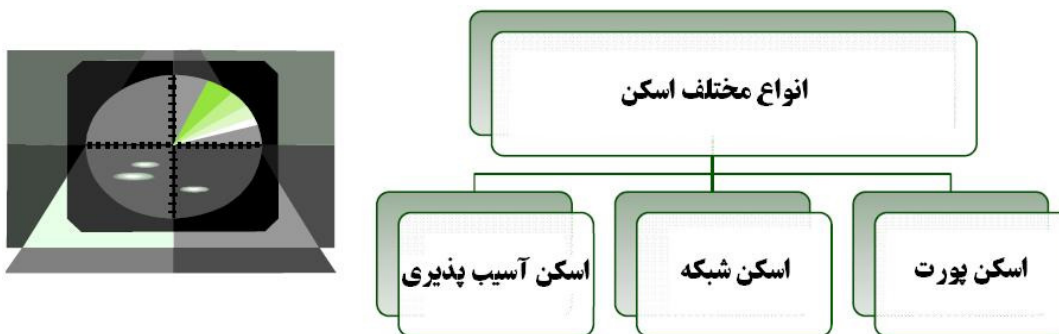 انواع مختلف اسکن
اسکن پورت
اسکن شبکه
اسکن آسیب پذیری